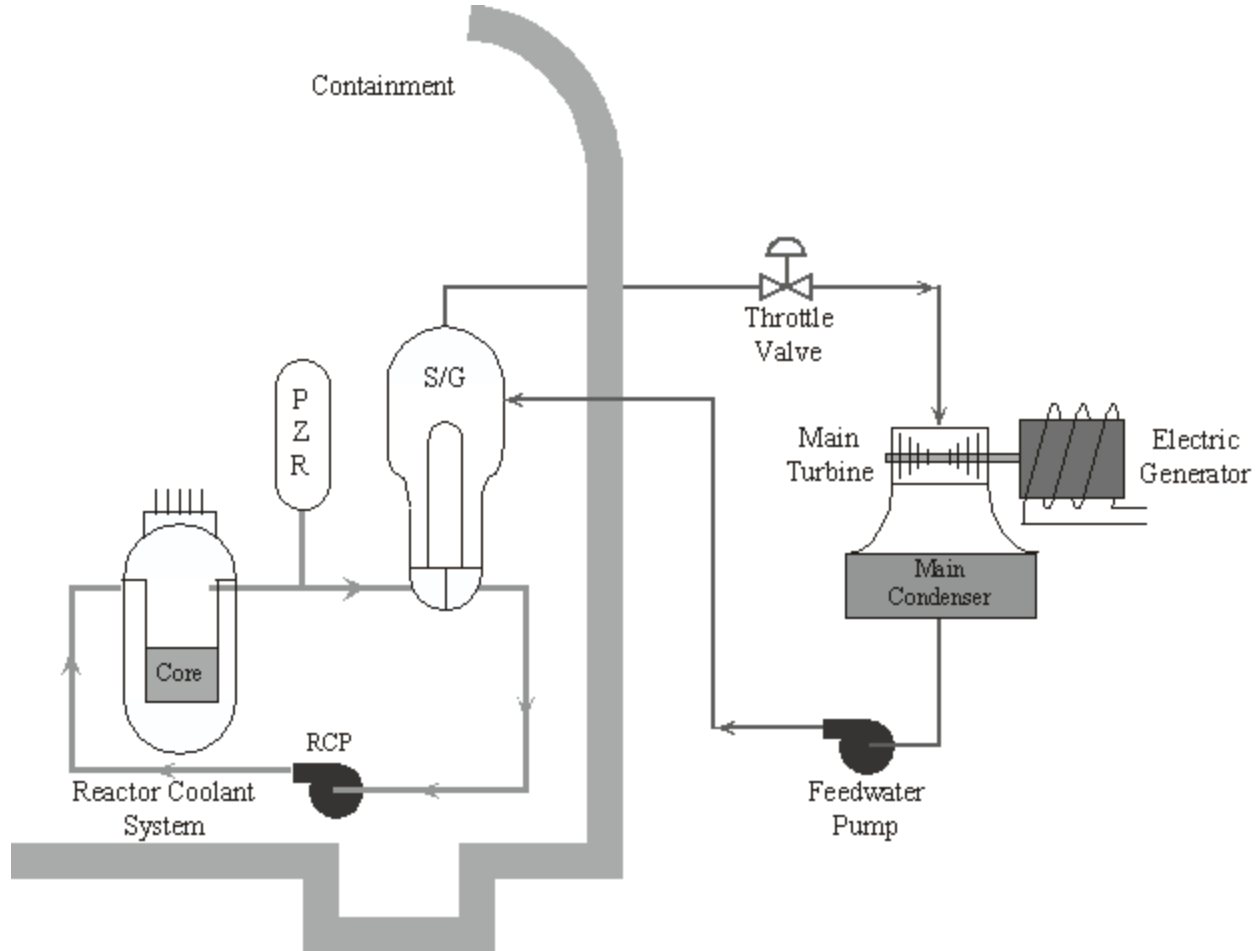 Containment
Throttle
Valve
S/G
P
Z
R
Main
Turbine
Electric
Generator
Main
Condenser
Core
RCP
Reactor Coolant
System
Feedwater
Pump